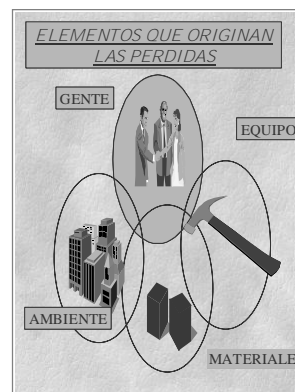 ELEMENTOS QUE ORIGINAN
LAS PERDIDAS
GENTE
EQUIPO
AMBIENTE
MATERIALE